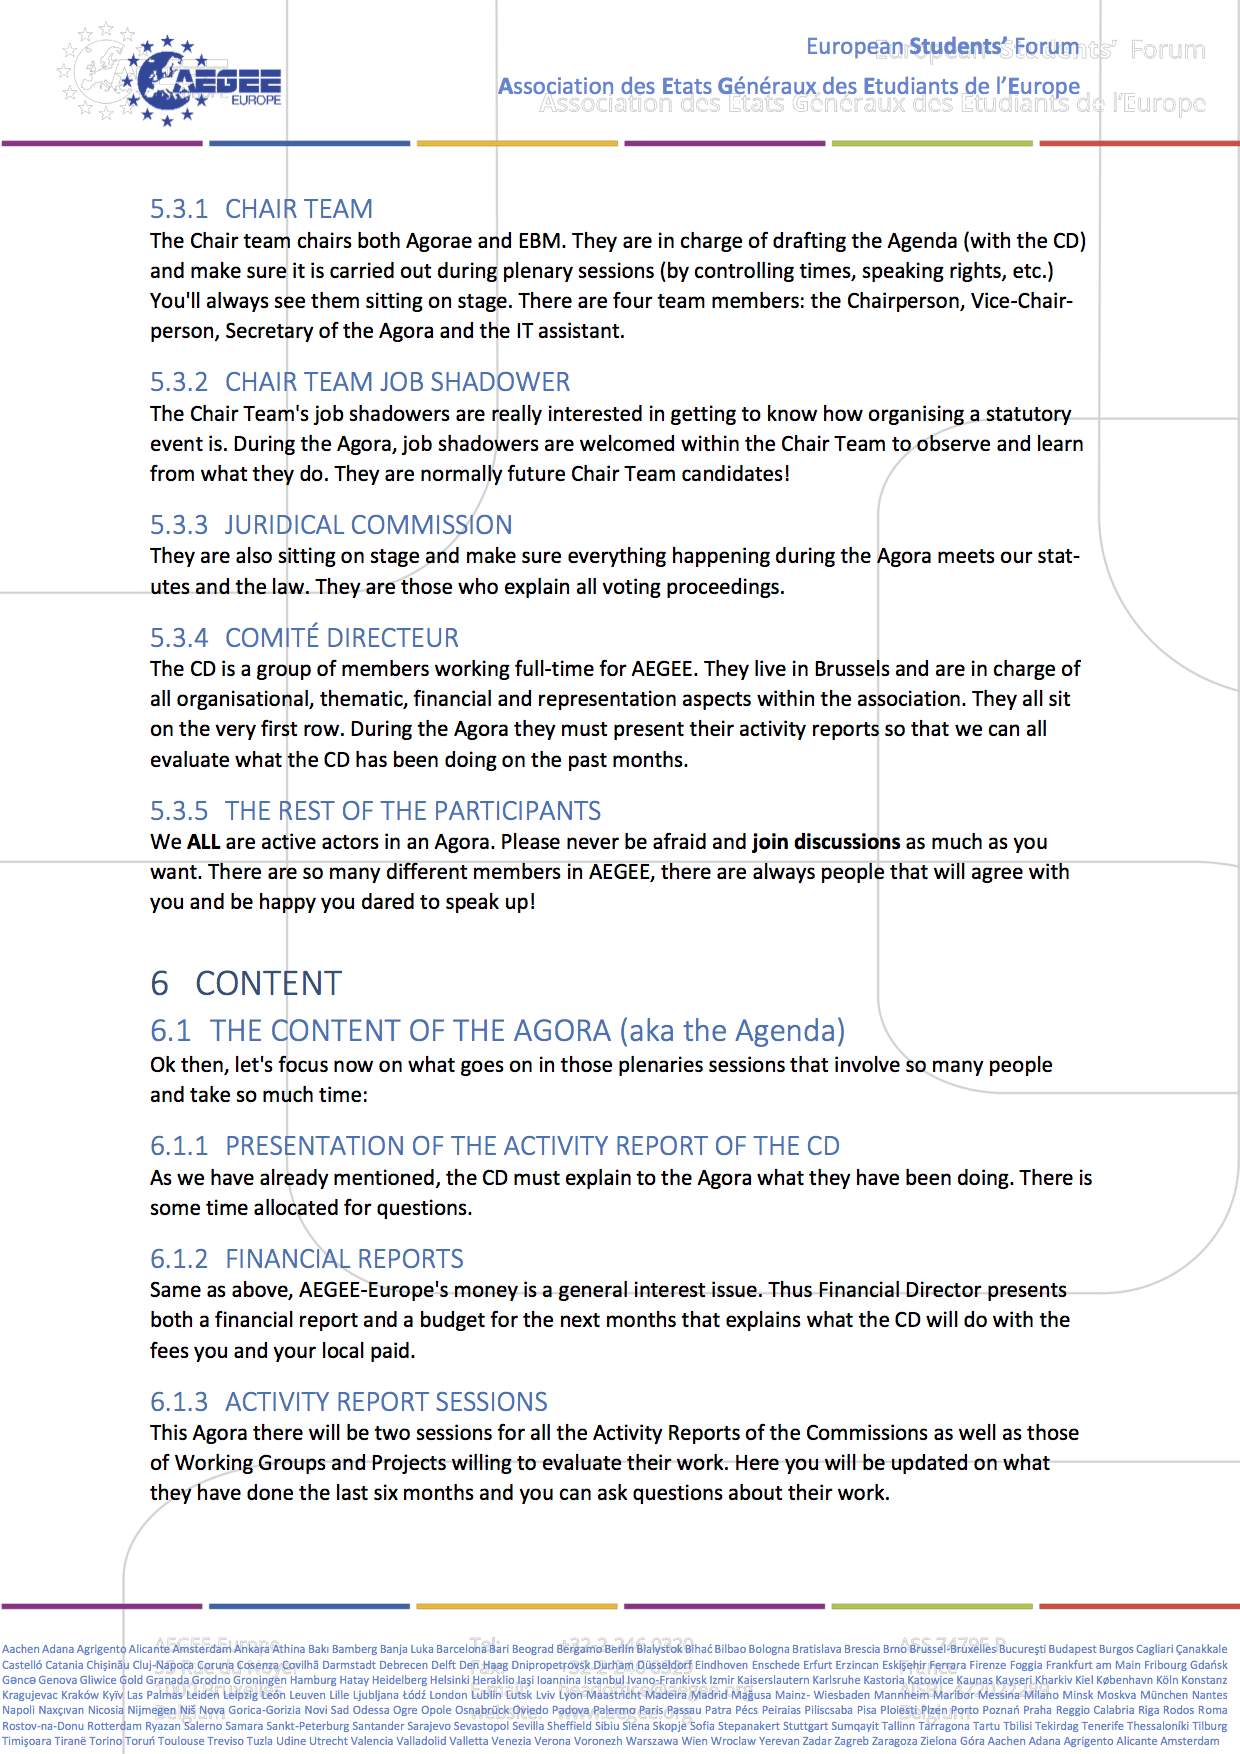 AEGEE
EUROPE
European Students’ Forum
European Students’ Forum
Association des Etats Généraux des Etudiants de l’Europe
Association des Etats Généraux des Etudiants de l’Europe
5.3.1 CHAIR TEAM
The Chair team chairs both Agorae and EBM. They are in charge of drafting the Agenda (with the CD)
and make sure it is carried out during plenary sessions (by controlling times, speaking rights, etc.)
You'll always see them sitting on stage. There are four team members: the Chairperson, Vice-Chair-
person, Secretary of the Agora and the IT assistant.
5.3.2 CHAIR TEAM JOB SHADOWER
The Chair Team's job shadowers are really interested in getting to know how organising a statutory
event is. During the Agora, job shadowers are welcomed within the Chair Team to observe and learn
from what they do. They are normally future Chair Team candidates!
5.3.3 JURIDICAL COMMISSION
They are also sitting on stage and make sure everything happening during the Agora meets our stat-
utes and the law. They are those who explain all voting proceedings.
5.3.4 COMITÉ DIRECTEUR
The CD is a group of members working full-time for AEGEE. They live in Brussels and are in charge of
all organisational, thematic, financial and representation aspects within the association. They all sit
on the very first row. During the Agora they must present their activity reports so that we can all
evaluate what the CD has been doing on the past months.
5.3.5 THE REST OF THE PARTICIPANTS
We ALL are active actors in an Agora. Please never be afraid and join discussions as much as you
want. There are so many different members in AEGEE, there are always people that will agree with
you and be happy you dared to speak up!
6 CONTENT
6.1 THE CONTENT OF THE AGORA (aka the Agenda)
Ok then, let's focus now on what goes on in those plenaries sessions that involve so many people
and take so much time:
6.1.1 PRESENTATION OF THE ACTIVITY REPORT OF THE CD
As we have already mentioned, the CD must explain to the Agora what they have been doing. There is
some time allocated for questions.
6.1.2 FINANCIAL REPORTS
Same as above, AEGEE-Europe's money is a general interest issue. Thus Financial Director presents
both a financial report and a budget for the next months that explains what the CD will do with the
fees you and your local paid.
6.1.3 ACTIVITY REPORT SESSIONS
This Agora there will be two sessions for all the Activity Reports of the Commissions as well as those
of Working Groups and Projects willing to evaluate their work. Here you will be updated on what
they have done the last six months and you can ask questions about their work.
Aachen Adana Agrigento Alicante Amsterdam Ankara Athina Bakı Bamberg Banja Luka Barcelona Bari Beograd Bergamo Berlin Białystok Bihać Bilbao Bologna Bratislava Brescia Brno Brussel-Bruxelles București Budapest Burgos Cagliari Çanakkale
Castelló Catania Chişinău Cluj-Napoca Coruna Cosenza Covilhã Darmstadt Debrecen Delft Den Haag Dnipropetrovsk Durham Düsseldorf Eindhoven Enschede Erfurt Erzincan Eskişehir Ferrara Firenze Foggia Frankfurt am Main Fribourg Gdańsk
Gəncə Genova Gliwice Gold Granada Grodno Groningen Hamburg Hatay Heidelberg Helsinki Heraklio Iași Ioannina Istanbul Ivano-Frankivsk Izmir Kaiserslautern Karlsruhe Kastoria Katowice Kaunas Kayseri Kharkiv Kiel København Köln Konstanz
Kragujevac Kraków Kyïv Las Palmas Leiden Leipzig León Leuven Lille Ljubljana Łódź London Lublin Lutsk Lviv Lyon Maastricht Madeira Madrid Mağusa Mainz- Wiesbaden Mannheim Maribor Messina Milano Minsk Moskva München Nantes
Napoli Naxçıvan Nicosia Nijmegen Niš Nova Gorica-Gorizia Novi Sad Odessa Ogre Opole Osnabrück Oviedo Padova Palermo Paris Passau Patra Pécs Peiraias Piliscsaba Pisa Ploiești Plzen Porto Poznań Praha Reggio Calabria Riga Rodos Roma
Rostov-na-Donu Rotterdam Ryazan Salerno Samara Sankt-Peterburg Santander Sarajevo Sevastopol Sevilla Sheffield Sibiu Siena Skopje Sofia Stepanakert Stuttgart Sumqayit Tallinn Tarragona Tartu Tbilisi Tekirdag Tenerife Thessaloníki Tilburg
Timişoara Tiranë Torino Toruń Toulouse Treviso Tuzla Udine Utrecht Valencia Valladolid Valletta Venezia Verona Voronezh Warszawa Wien Wroclaw Yerevan Zadar Zagreb Zaragoza Zielona Góra Aachen Adana Agrigento Alicante Amsterdam